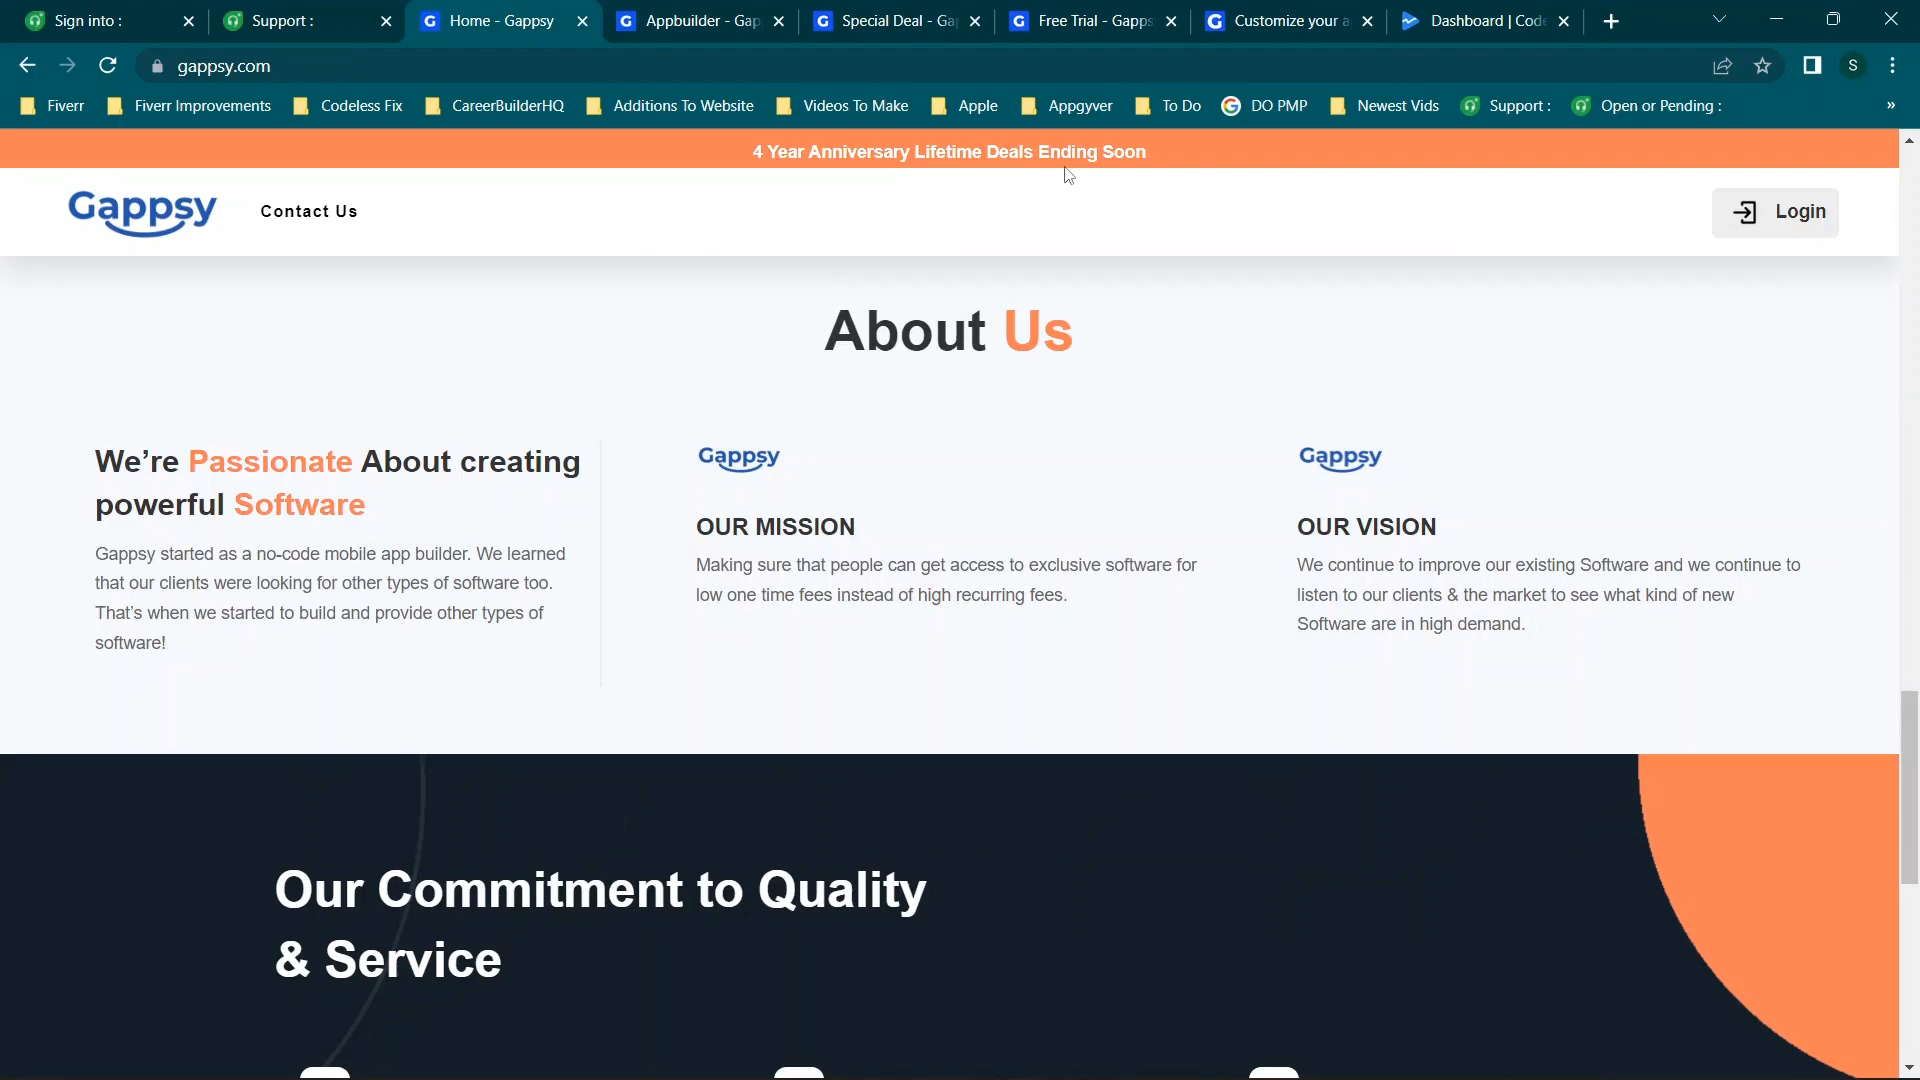 Sign into :
Support :
Home - Gappsy
Appbuilder - Gap
Special Deal - Ga
Free Trial - Gapps
Customize your a
Dashboard | Code
gappsy.com
S
Fiverr
Fiverr Improvements
Codeless Fix
CareerBuilderHQ
Additions To Website
Videos To Make
Apple
Appgyver
To Do
DO PMP
Newest Vids
Support :
Open or Pending :
»
4 Year Anniversary Lifetime Deals Ending Soon
Gappsy
Contact Us
Login
About Us
We’re Passionate About creating
powerful Software
Gappsy started as a no-code mobile app builder. We learned
that our clients were looking for other types of software too.
That’s when we started to build and provide other types of
software!
Gappsy
OUR MISSION
Making sure that people can get access to exclusive software for
low one time fees instead of high recurring fees.
Gappsy
OUR VISION
We continue to improve our existing Software and we continue to
listen to our clients & the market to see what kind of new
Software are in high demand.
Our Commitment to Quality
& Service